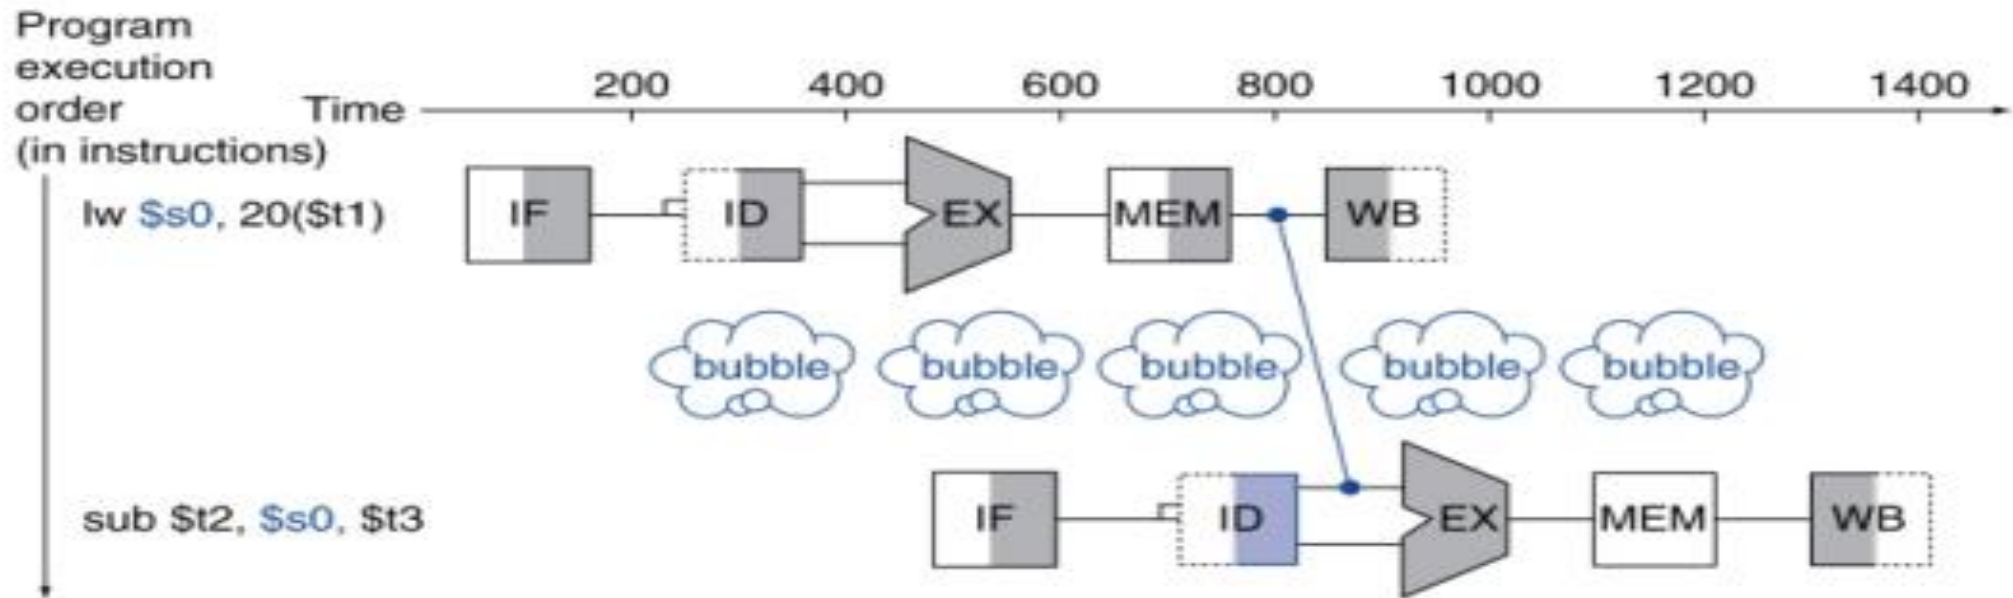 Program
execution
order
(in instructions)
Time
200 400 600 800 1000 1200 1400
lw $s0, 20($t1)
IF ID EX MEM WB
bubble bubble bubble bubble bubble
sub $t2, $s0, $t3
IF ID EX MEM WB